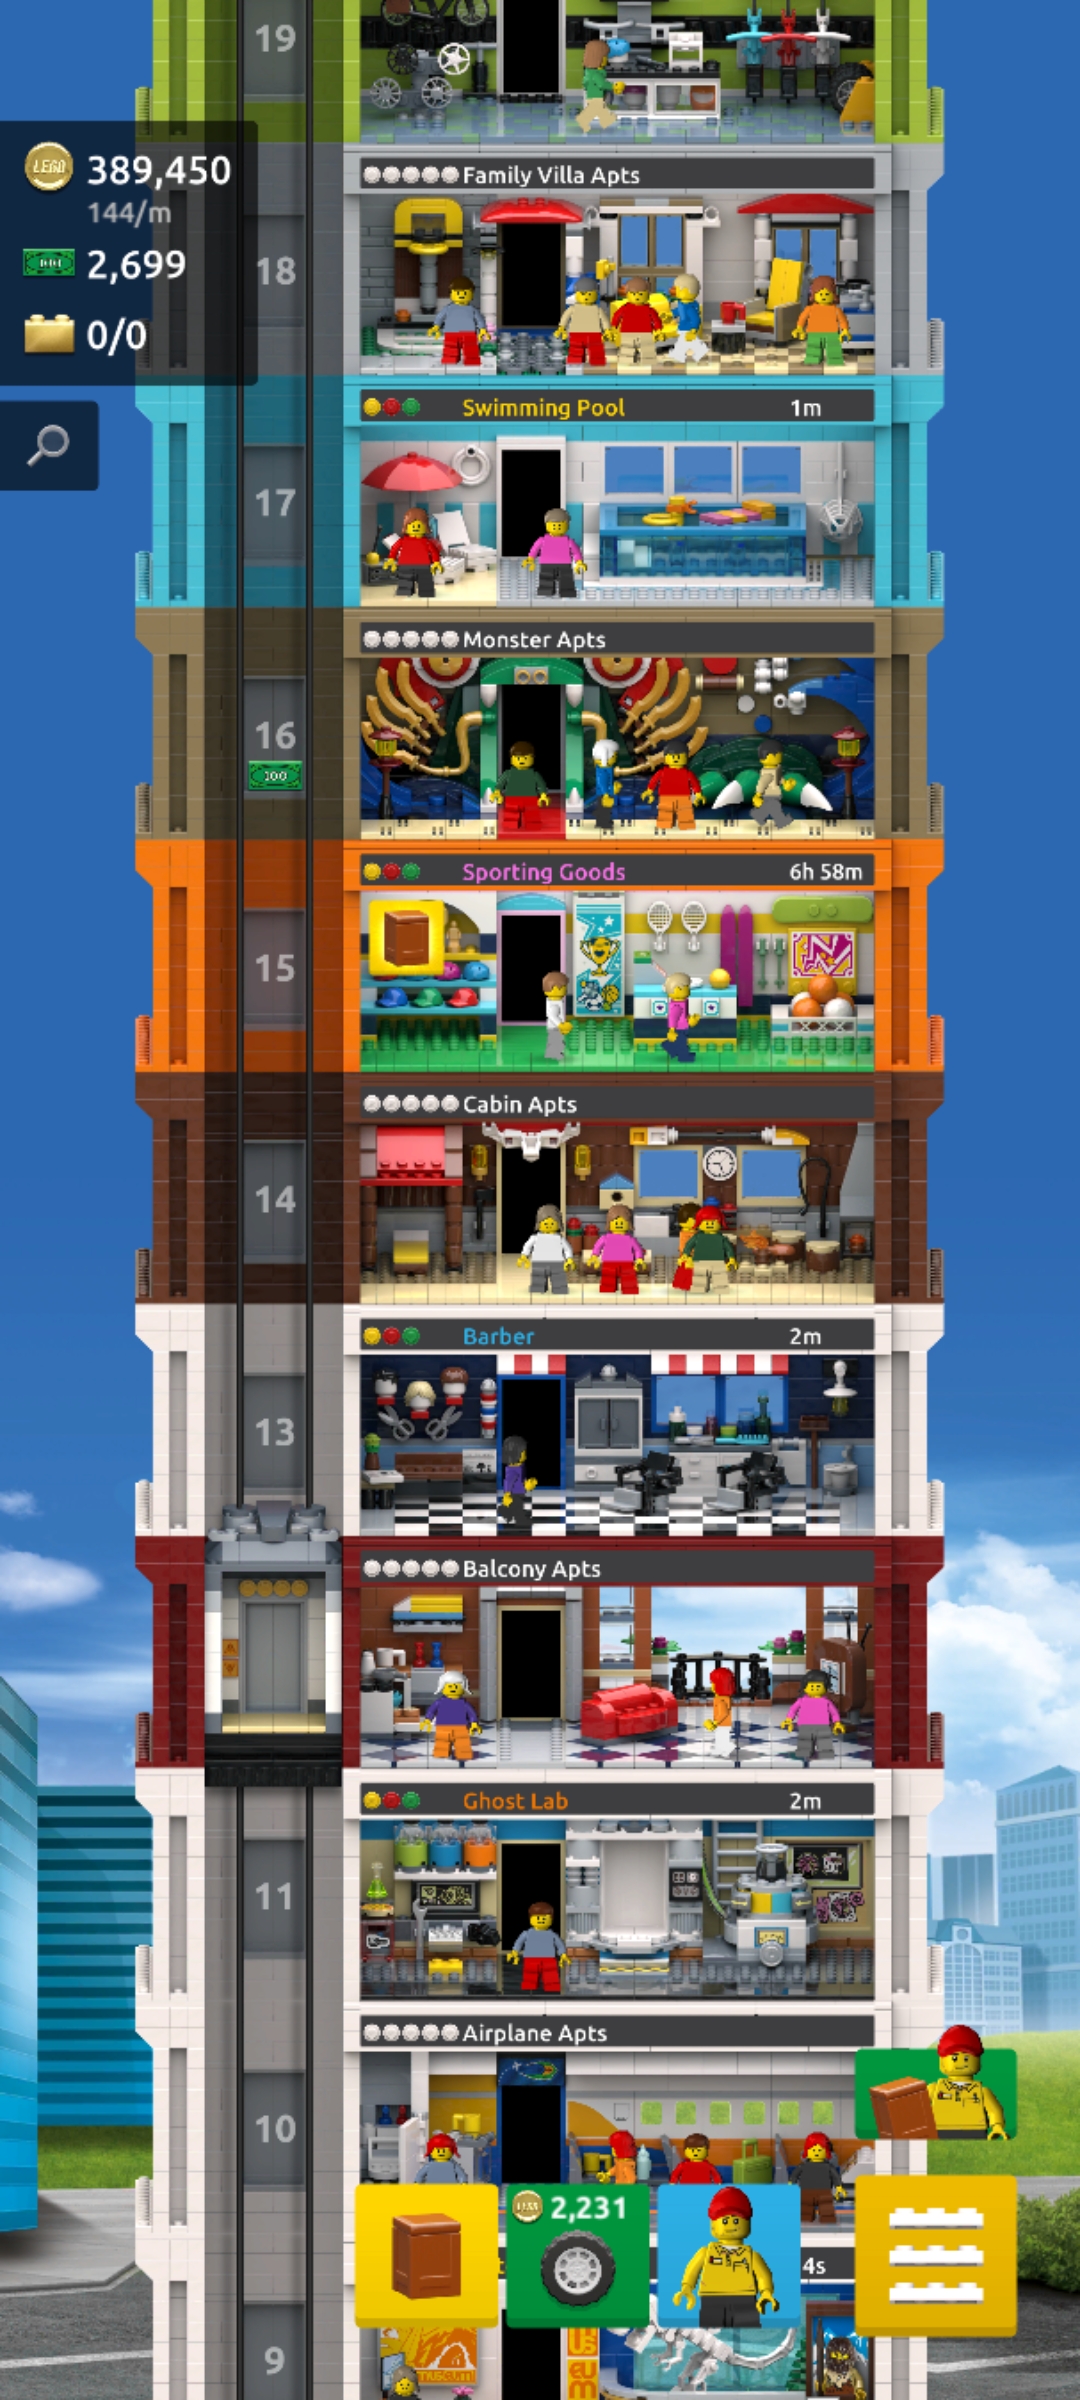 19
LEGO 389,450
144/m
2,699
0/0
Family Villa Apts
18
Swimming Pool 1m
17
Monster Apts
16
100
Sporting Goods 6h 58m
15
Cabin Apts
14
Barber 2m
13
Balcony Apts
Ghost Lab 2m
11
Airplane Apts
10
2,231
4s
9
MUSEUM